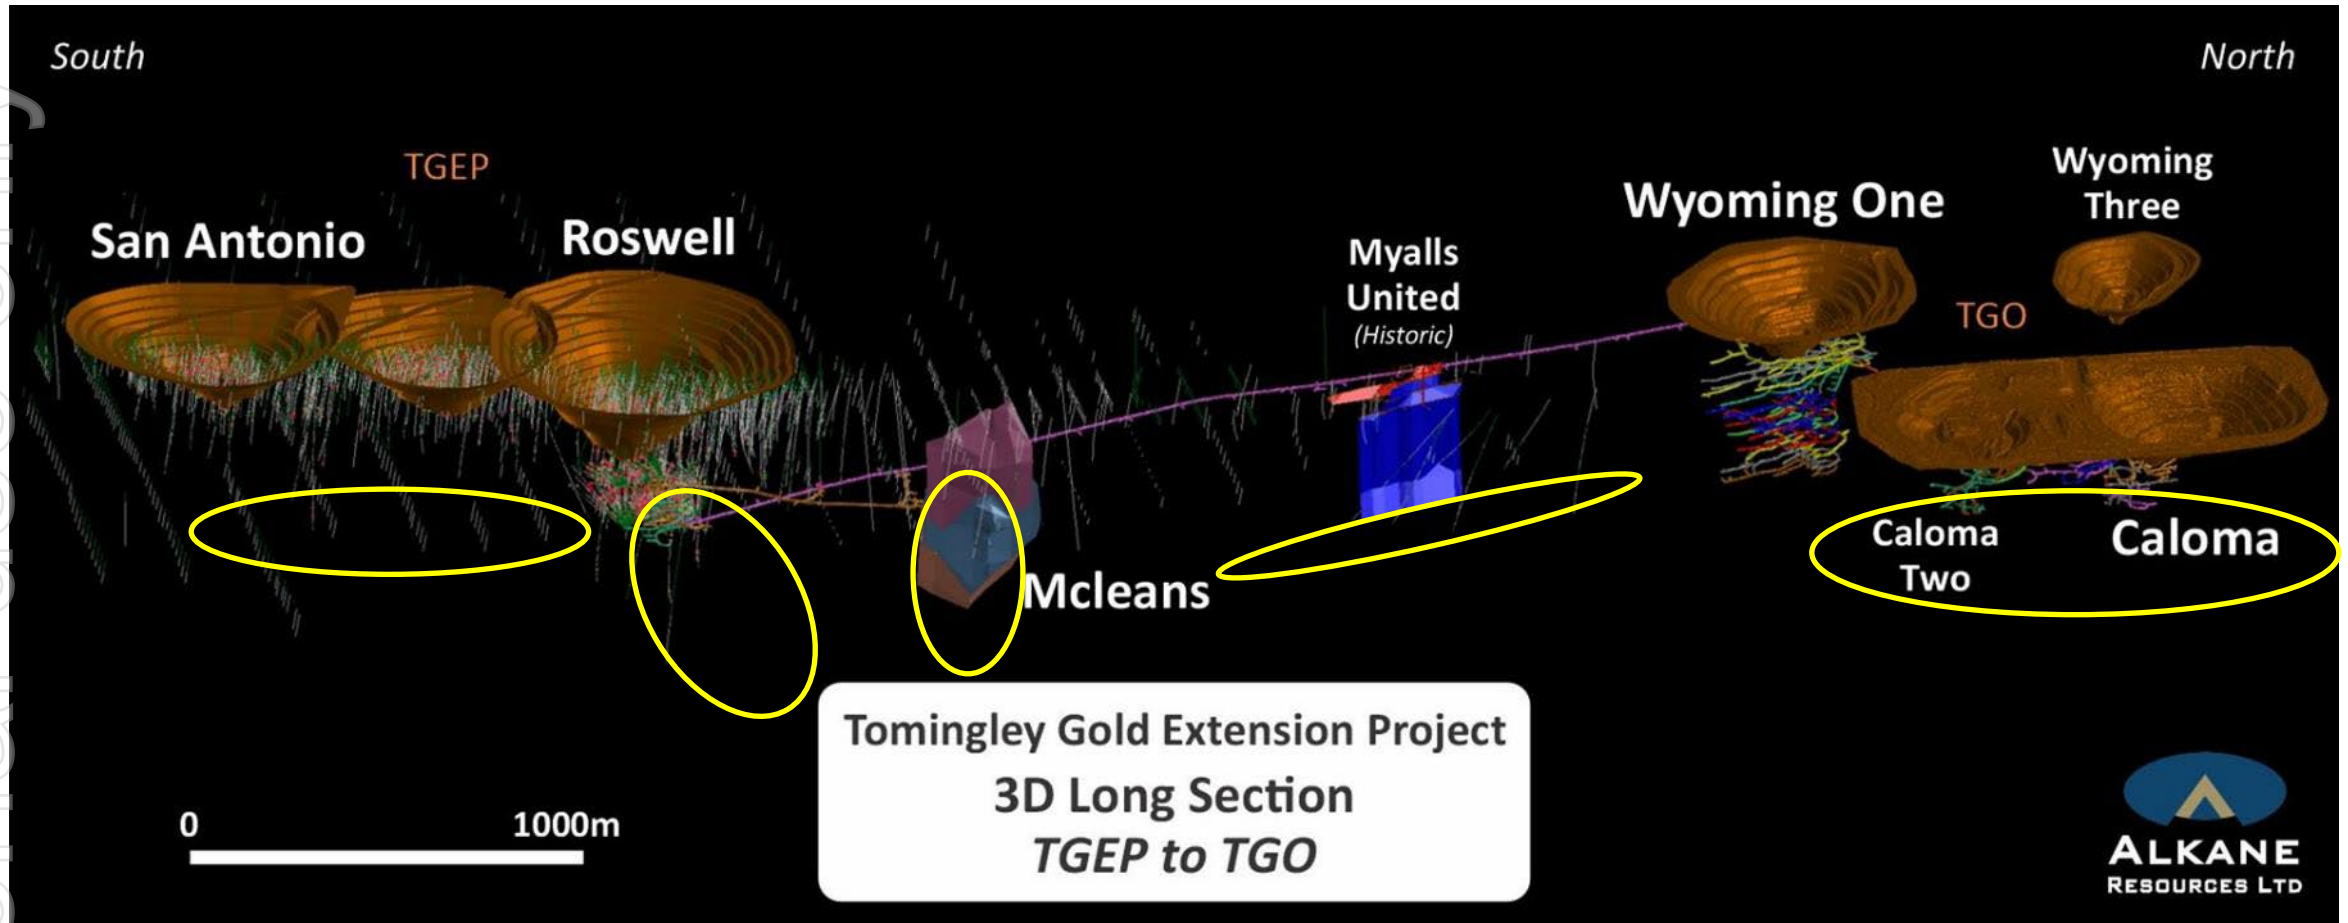 South
North
TGEP
San Antonio
Roswell
Myalls
United
(Historic)
Wyoming One
Wyoming
Three
TGO
Caloma
Two
Caloma
Mcleans
Tomingley Gold Extension Project
3D Long Section
TGEP to TGO
0 1000m
ALKANE
RESOURCES LTD